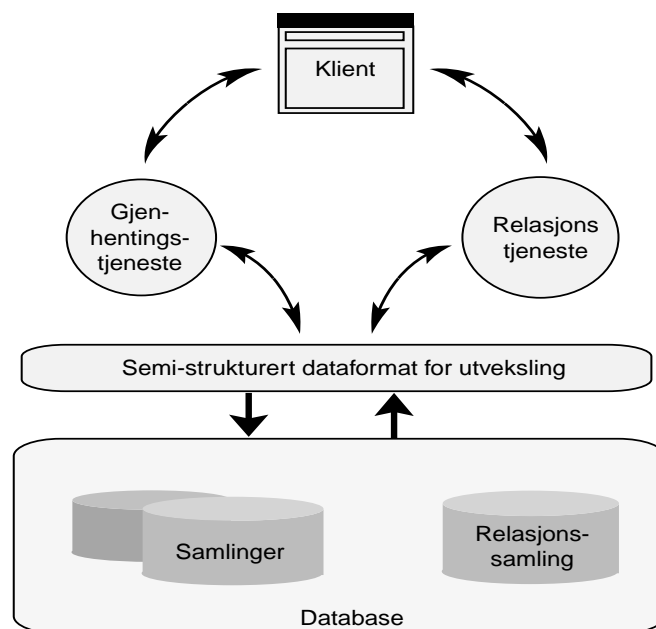 Klient
Gjen-
hentings-
tjeneste
Relasjons
tjeneste
Semi-strukturert dataformat for utveksling
Samlinger
Relasjons-
samling
Database